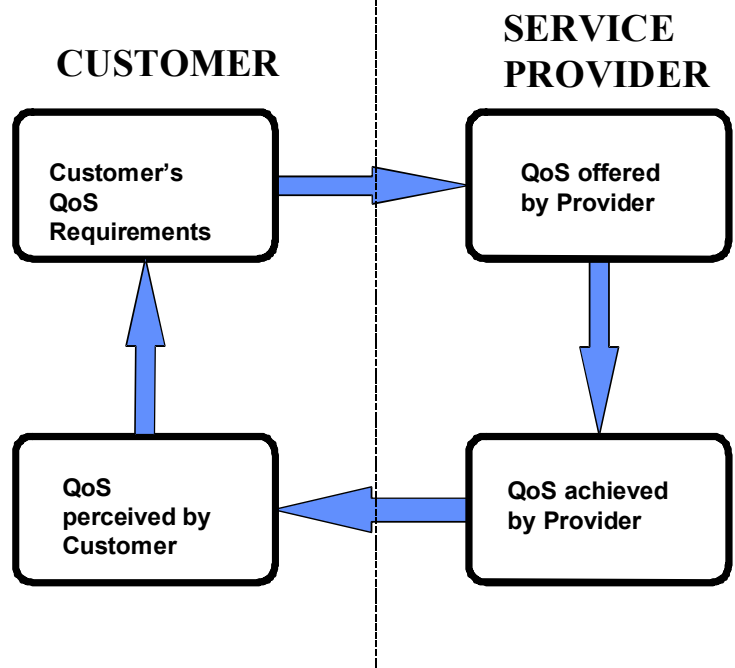 CUSTOMER
SERVICE
PROVIDER
Customer’s
QoS
Requirements
QoS offered
by Provider
QoS
perceived by
Customer
QoS achieved
by Provider